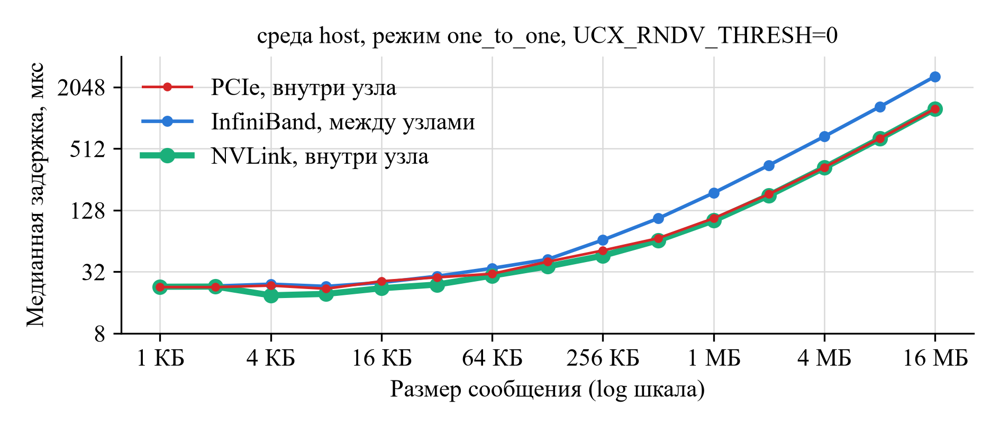 среда host, режим one_to_one, UCX_RNDV_THRESH=0
Медианная задержка, мкс
2048
512
128
32
8
PCIe, внутри узла
InfiniBand, между узлами
NVLink, внутри узла
1 КБ 4 КБ 16 КБ 64 КБ 256 КБ 1 МБ 4 МБ 16 МБ
Размер сообщения (log шкала)